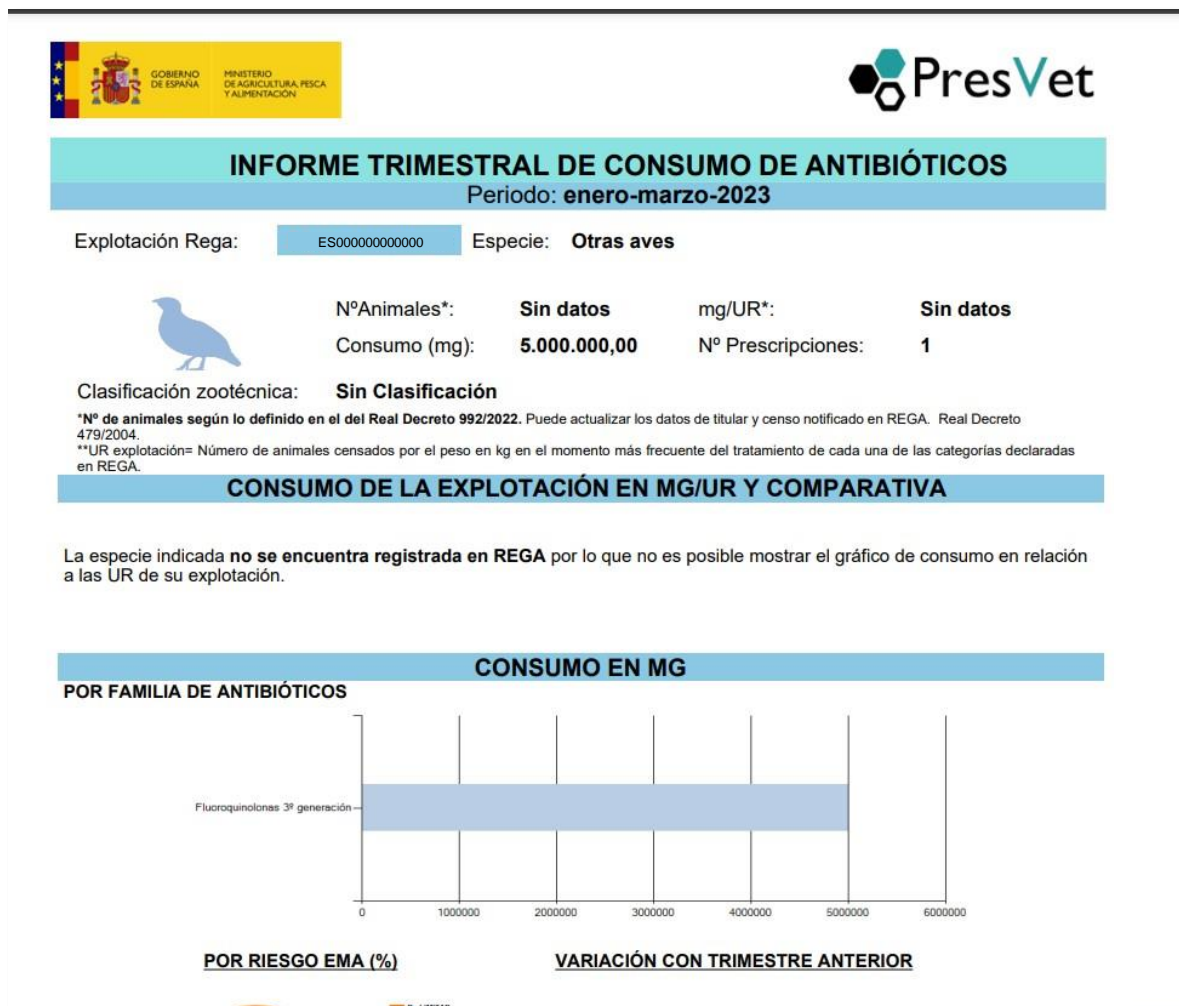 GOBIERNO
DE ESPAÑA
MINISTERIO
DE AGRICULTURA, PESCA
Y ALIMENTACIÓN
PresVet
INFORME TRIMESTRAL DE CONSUMO DE ANTIBIÓTICOS
Periodo: enero-marzo-2023
Explotación Rega: ES000000000000 Especie: Otras aves
NºAnimales*: Sin datos mg/UR*: Sin datos
Consumo (mg): 5.000.000,00 Nº Prescripciones: 1
Clasificación zootécnica: Sin Clasificación
*Nº de animales según lo definido en el del Real Decreto 992/2022. Puede actualizar los datos de titular y censo notificado en REGA. Real Decreto
479/2004.
**UR explotación= Número de animales censados por el peso en kg en el momento más frecuente del tratamiento de cada una de las categorías declaradas
en REGA.
CONSUMO DE LA EXPLOTACIÓN EN MG/UR Y COMPARATIVA
La especie indicada no se encuentra registrada en REGA por lo que no es posible mostrar el gráfico de consumo en relación
a las UR de su explotación.
CONSUMO EN MG
POR FAMILIA DE ANTIBIÓTICOS
Fluoroquinolonas 3ª generación
0 1000000 2000000 3000000 4000000 5000000 6000000
POR RIESGO EMA (%) VARIACIÓN CON TRIMESTRE ANTERIOR